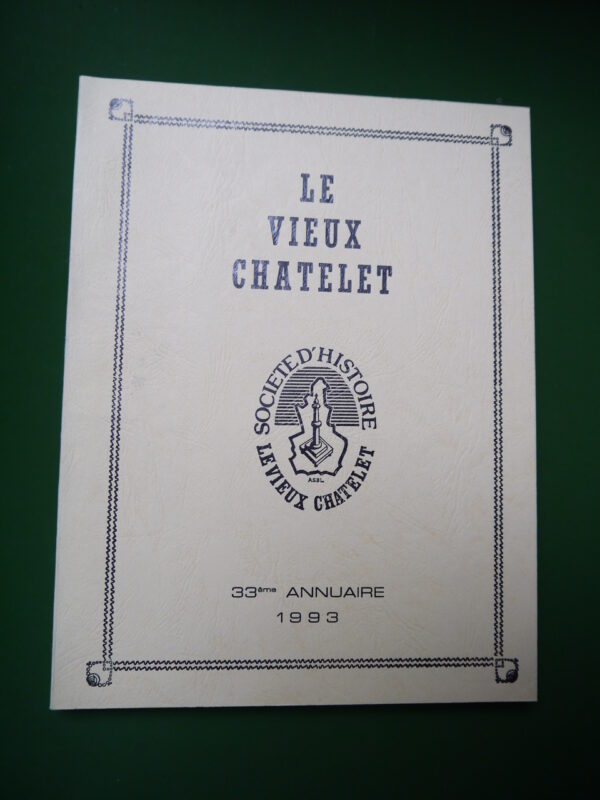 LE
VIEUX
CHATELET
SOCIETE D'HISTOIRE
ASBL
LE VIEUX CHATELET
33ème ANNUAIRE
1993